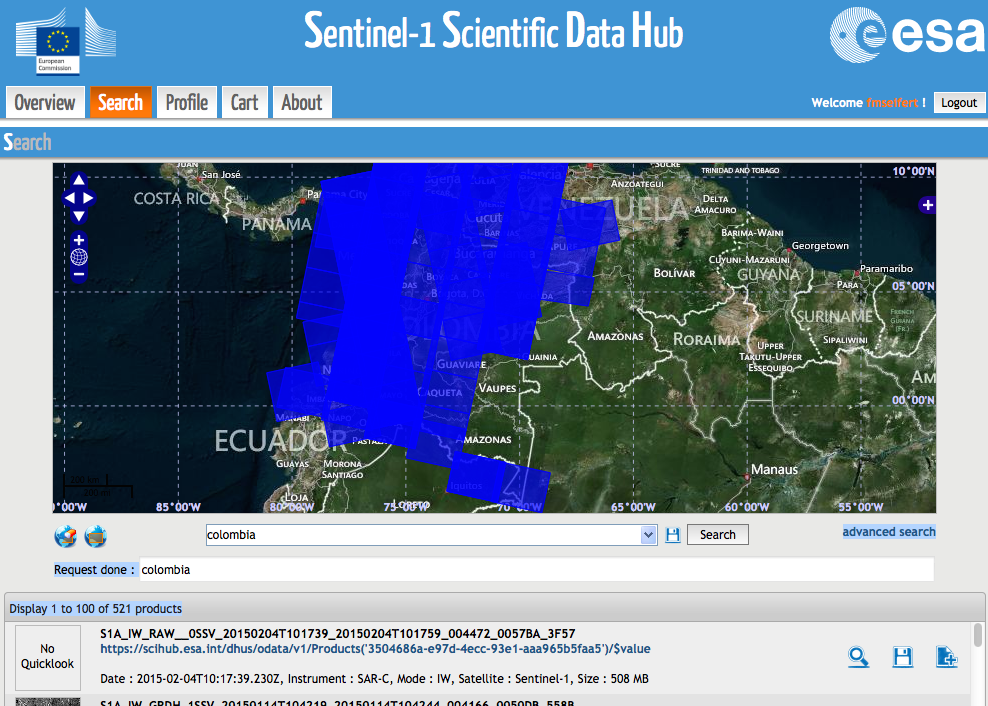 European
Commission
Sentinel-1 Scientific Data Hub
esa
Overview
Search
Profile
Cart
About
Welcome fmseifert !
Logout
Search
San José
COSTA RICA
PANAMA
SUCRE
TRINIDAD AND TOBAGO
10°00'N
ANZOATEGUI
DELTA
AMACURO
VENEZUELA
BARIMA-WAINI
Georgetown
CUYUNI-MAZARUNI
BOLÍVAR
GUYANA
Paramaribo
PARA
05°00'N
SURINAME
FRENCH
GUIANA
(FR.)
SIPALIWINI
AMAZONAS
RORAIMA
UPPER
TAKUTU-UPPER
ESSEQUIBO
GUAVIARE
UAINIA
VAUPES
CAQUETA
AM
00°00'N
MANABI
ECUADOR
PASTAZ
AMAZONAS
GUAYAS
MORONA
SANTIAGO
Manaus
Iquitos
LOJA
LORETO
85°00'W
80°00'W
75°00'W
70°00'W
65°00'W
60°00'W
55°00'W
colombia
Search
advanced search
Request done : colombia
Display 1 to 100 of 521 products
No
Quicklook
S1A_IW_RAW__0SSV_20150204T101739_20150204T101759_004472_0057BA_3F57
https://scihub.esa.int/dhus/odata/v1/Products('3504686a-e97d-4ecc-93e1-aaa965b5faa5')/$value
Date : 2015-02-04T10:17:39.230Z, Instrument : SAR-C, Mode : IW, Satellite : Sentinel-1, Size : 508 MB
S1A_IW_GRDH_1SSV_20150114T104219_20150114T104244_004166_0050DB_558B